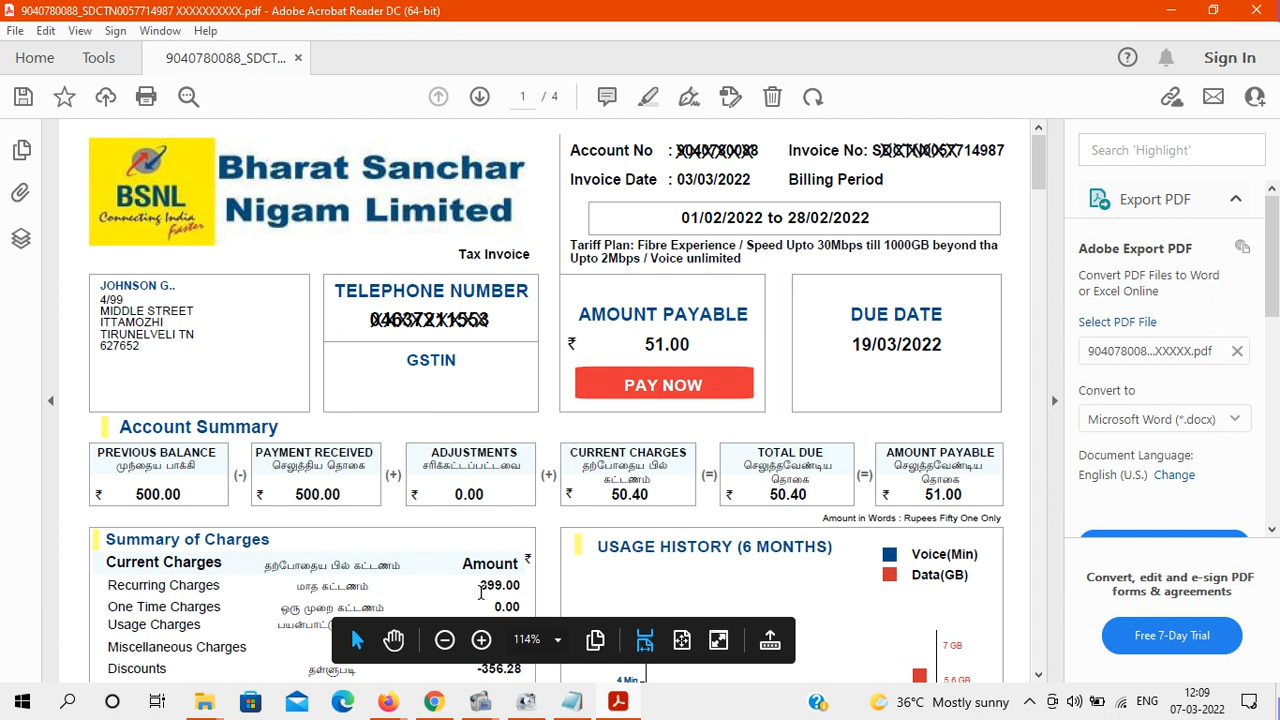 9040780088_SDCTN0057714987 XXXXXXXXXX.pdf - Adobe Acrobat Reader DC (64-bit)
File Edit View Sign Window Help
Home Tools 9040780088_SDCT... ×
Sign In
1 / 4
Search 'Highlight'
BSNL
Connecting India
Faster
Bharat Sanchar
Nigam Limited
Tax Invoice
Account No :
Invoice No:
Invoice Date : 03/03/2022 Billing Period
01/02/2022 to 28/02/2022
Tariff Plan: Fibre Experience / Speed Upto 30Mbps till 1000GB beyond tha
Upto 2Mbps / Voice unlimited
JOHNSON G..
4/99
MIDDLE STREET
ITTAMOZHI
TIRUNELVELI TN
627652
TELEPHONE NUMBER
GSTIN
AMOUNT PAYABLE
₹ 51.00
PAY NOW
DUE DATE
19/03/2022
Account Summary
PREVIOUS BALANCE
முந்தைய பாக்கி
₹ 500.00
(-)
PAYMENT RECEIVED
செலுத்திய தொகை
₹ 500.00
(+)
ADJUSTMENTS
சரிக்கட்டப்பட்டவை
₹ 0.00
(+)
CURRENT CHARGES
தற்போதைய பில்
கட்டணம்
₹ 50.40
(=)
TOTAL DUE
செலுத்தவேண்டிய
தொகை
₹ 50.40
(=)
AMOUNT PAYABLE
செலுத்தவேண்டிய
தொகை
₹ 51.00
Amount in Words : Rupees Fifty One Only
Summary of Charges
Current Charges தற்போதைய பில் கட்டணம் Amount ₹
Recurring Charges மாத கட்டணம் 399.00
One Time Charges ஒரு முறை கட்டணம் 0.00
Usage Charges
Miscellaneous Charges
Discounts தள்ளுபடி -356.28
USAGE HISTORY (6 MONTHS)
Voice(Min)
Data(GB)
7 GB
5.6 GB
4 Min
114%
Export PDF
Adobe Export PDF
Convert PDF Files to Word
or Excel Online
Select PDF File
904078008...XXXXX.pdf
Convert to
Microsoft Word (*.docx)
Document Language:
English (U.S.) Change
Convert, edit and e-sign PDF
forms & agreements
Free 7-Day Trial
36°C Mostly sunny ENG 12:09
07-03-2022